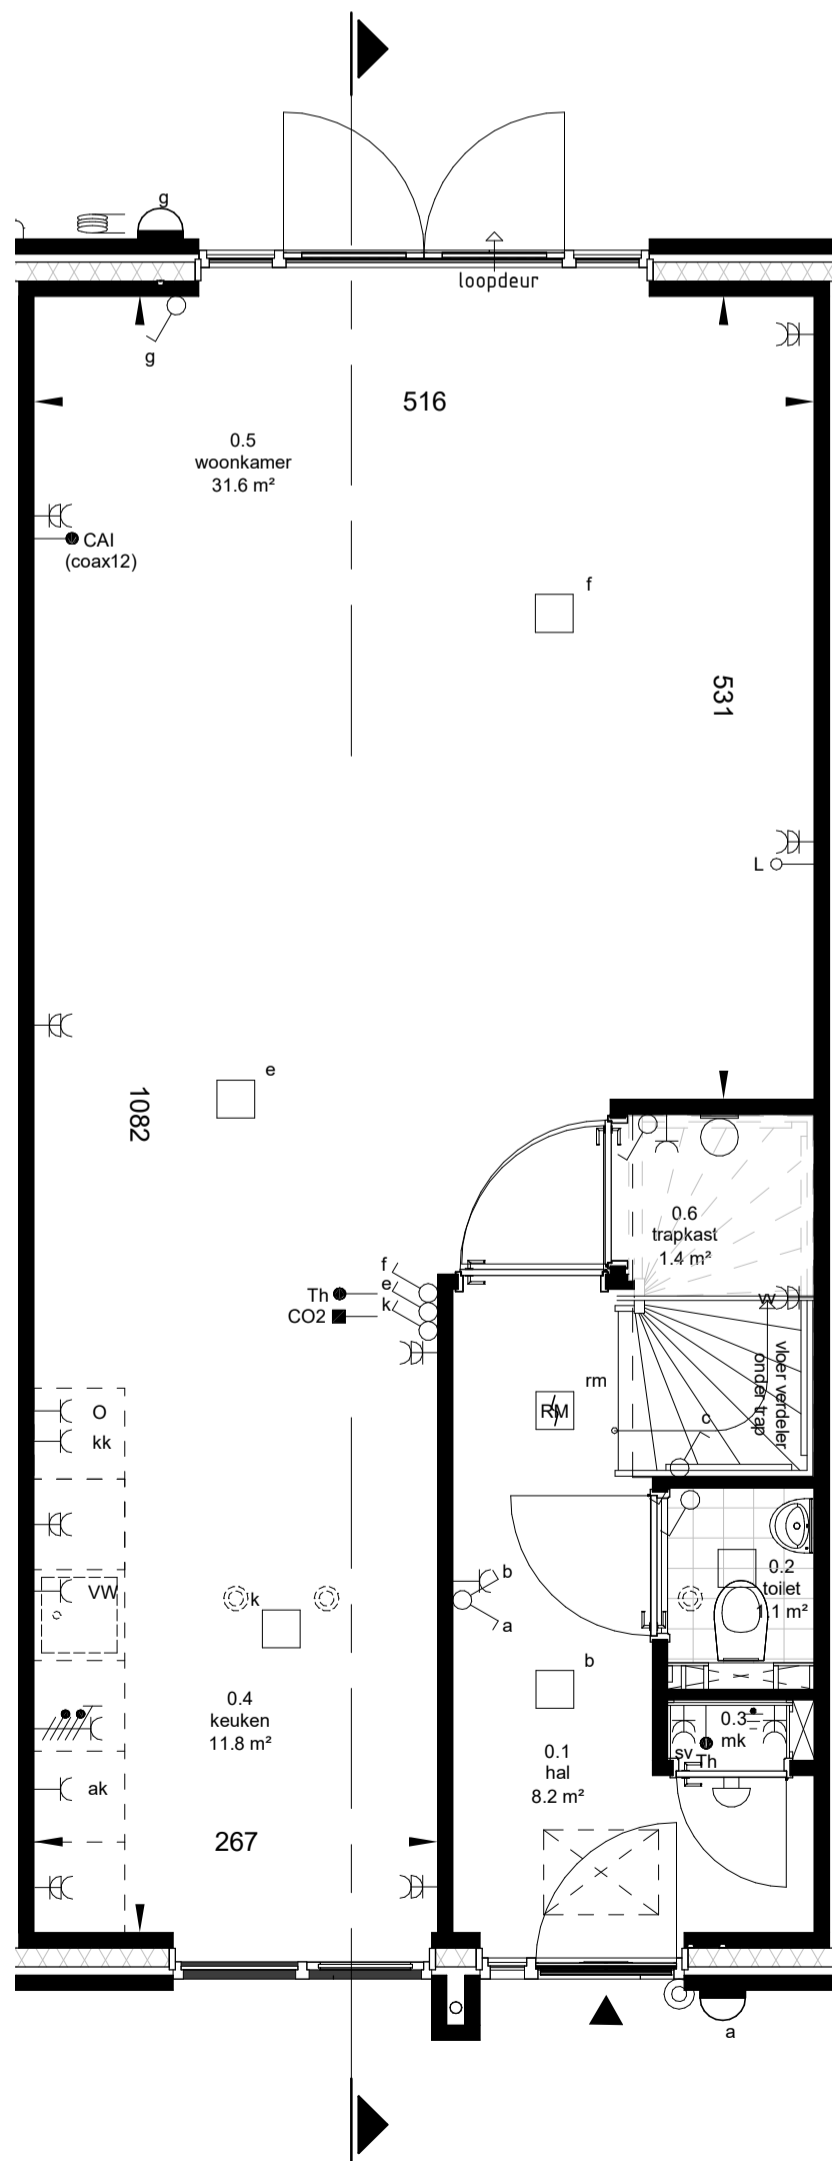 g
loopdeur
g
516
0.5
woonkamer
31.6 m²
CAI
(coax12)
f
531
L
e
1082
0.6
trapkast
1.4 m²
f
Th
e
CO2
k
vloer verdeler
onder trap
rm
RM
c
O
kk
b
VW
k
a
0.2
toilet
1.1 m²
b
0.4
keuken
11.8 m²
0.3
mk
sv
Th
0.1
hal
8.2 m²
ak
267
a